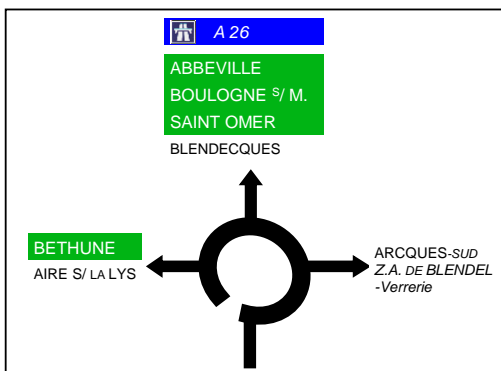 A 26
ABBEVILLE
BOULOGNE S/ M.
SAINT OMER
BLENDECQUES
BETHUNE
AIRE S/ LA LYS
ARCQUES-SUD
Z.A. DE BLENDEL
-Verrerie